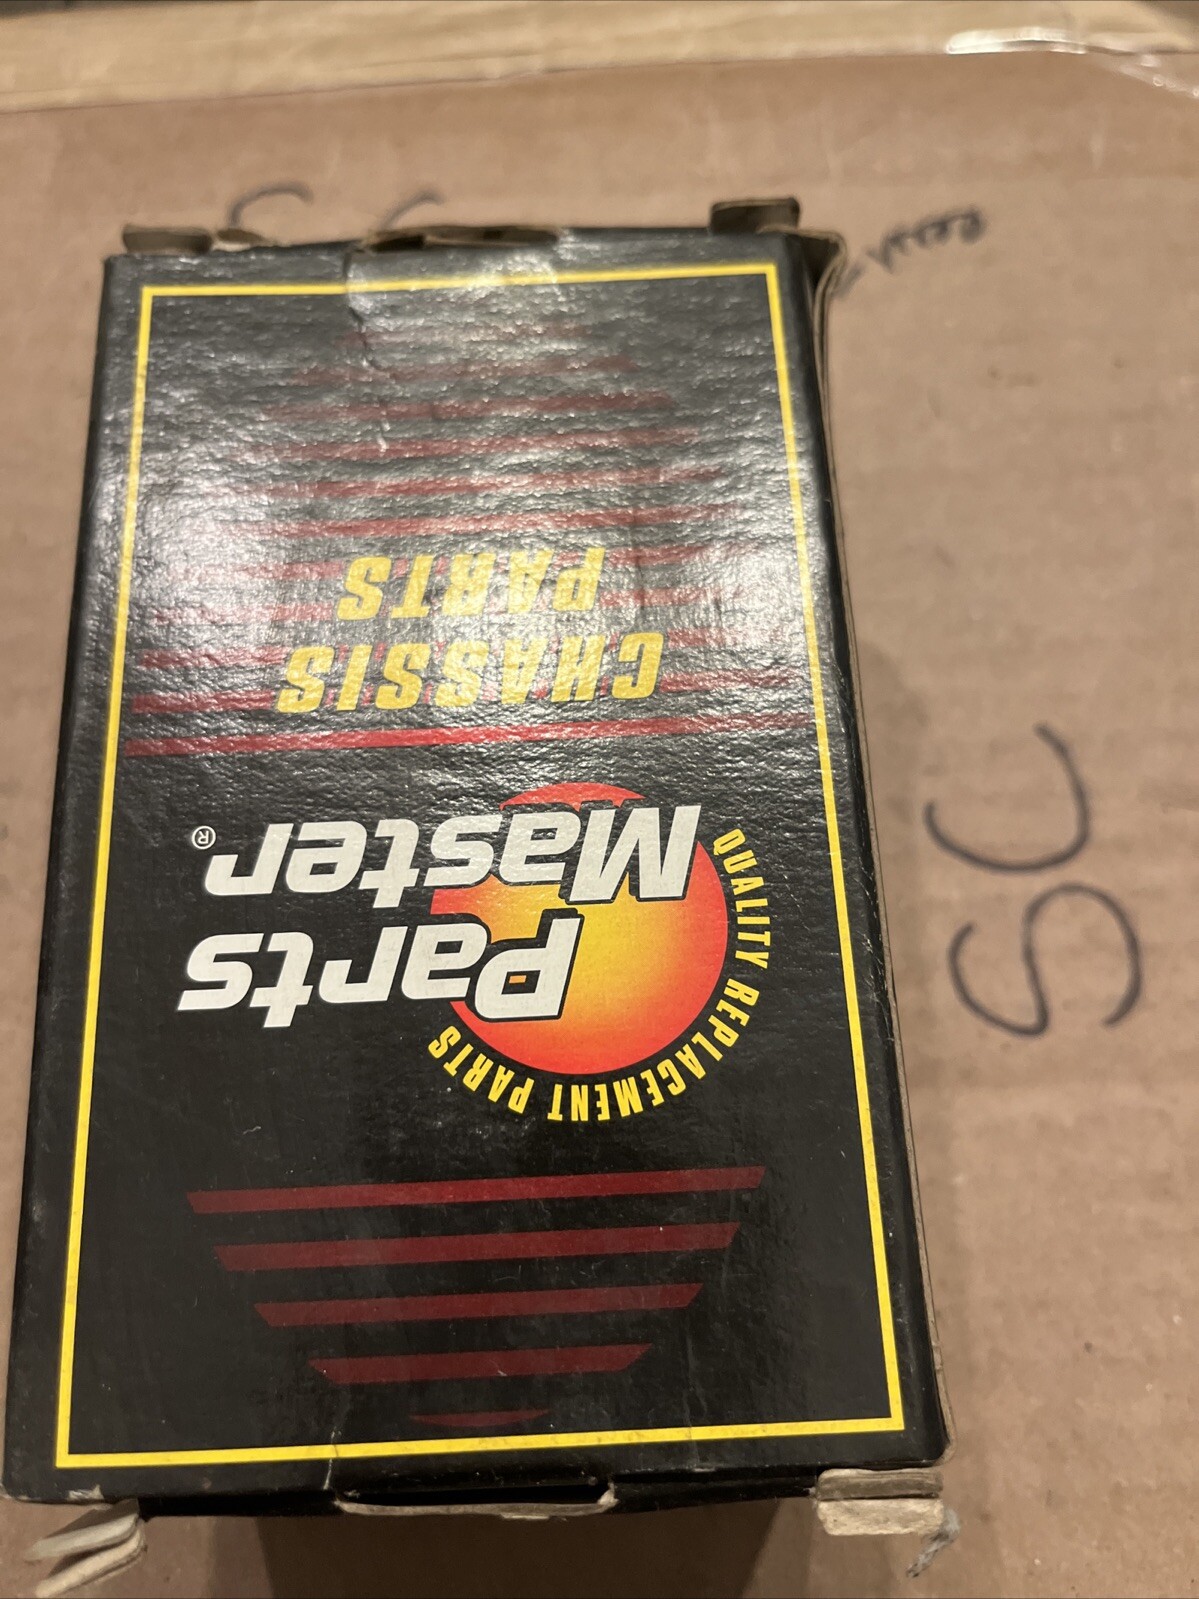 QUALITY REPLACEMENT PARTS
Parts
Master®
CHASSIS
PARTS
SC